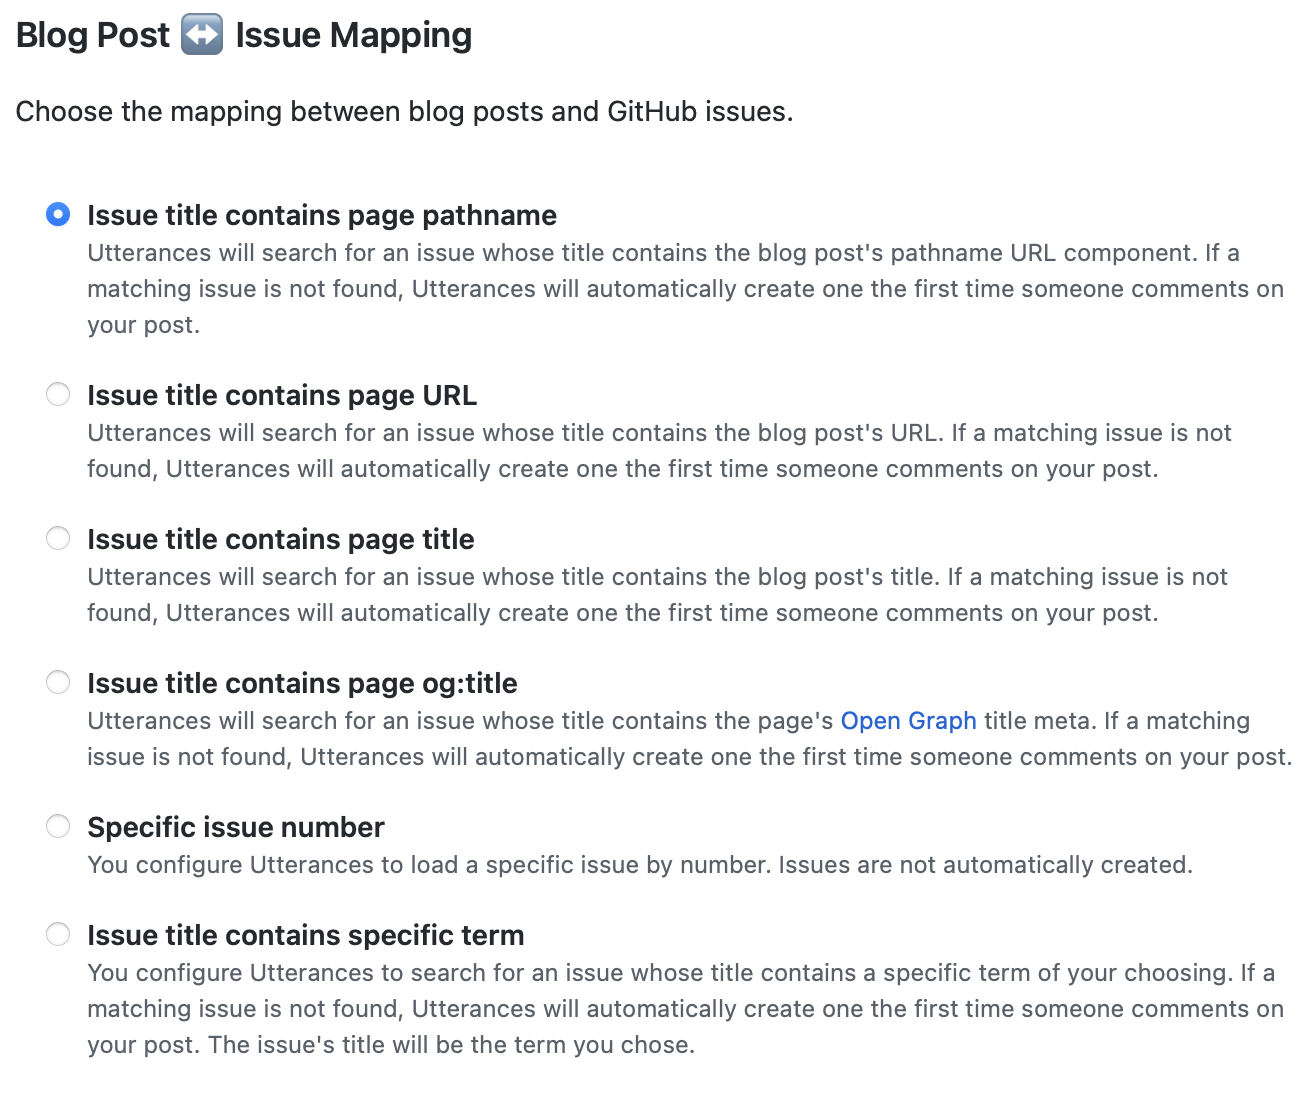 Blog Post ↔️ Issue Mapping
Choose the mapping between blog posts and GitHub issues.
Issue title contains page pathname
Utterances will search for an issue whose title contains the blog post's pathname URL component. If a
matching issue is not found, Utterances will automatically create one the first time someone comments on
your post.
Issue title contains page URL
Utterances will search for an issue whose title contains the blog post's URL. If a matching issue is not
found, Utterances will automatically create one the first time someone comments on your post.
Issue title contains page title
Utterances will search for an issue whose title contains the blog post's title. If a matching issue is not
found, Utterances will automatically create one the first time someone comments on your post.
Issue title contains page og:title
Utterances will search for an issue whose title contains the page's Open Graph title meta. If a matching
issue is not found, Utterances will automatically create one the first time someone comments on your post.
Specific issue number
You configure Utterances to load a specific issue by number. Issues are not automatically created.
Issue title contains specific term
You configure Utterances to search for an issue whose title contains a specific term of your choosing. If a
matching issue is not found, Utterances will automatically create one the first time someone comments on
your post. The issue's title will be the term you chose.